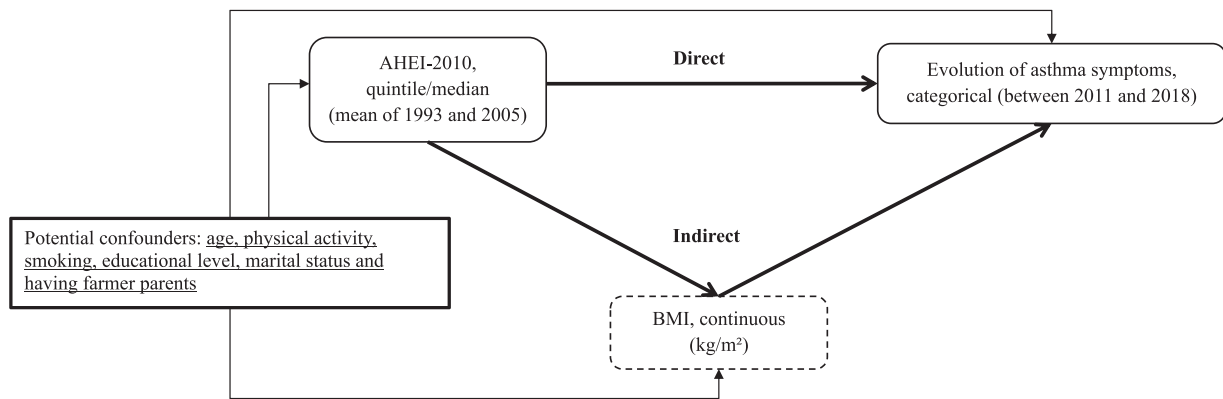 AHEI-2010,
quintile/median
(mean of 1993 and 2005)
Direct
Evolution of asthma symptoms,
categorical (between 2011 and 2018)
Potential confounders: age, physical activity,
smoking, educational level, marital status and
having farmer parents
Indirect
BMI, continuous
(kg/m²)